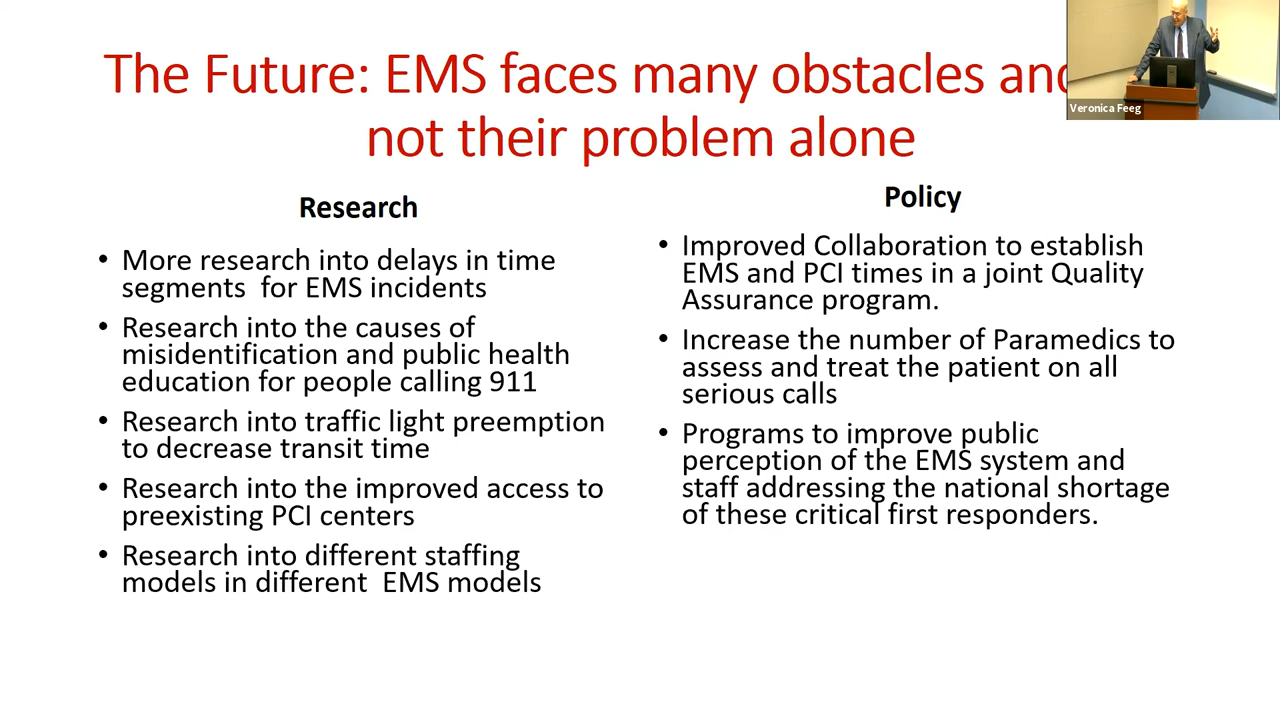 The Future: EMS faces many obstacles and
not their problem alone
Research
• More research into delays in time
segments for EMS incidents
• Research into the causes of
misidentification and public health
education for people calling 911
• Research into traffic light preemption
to decrease transit time
• Research into the improved access to
preexisting PCI centers
• Research into different staffing
models in different EMS models
Policy
• Improved Collaboration to establish
EMS and PCI times in a joint Quality
Assurance program.
• Increase the number of Paramedics to
assess and treat the patient on all
serious calls
• Programs to improve public
perception of the EMS system and
staff addressing the national shortage
of these critical first responders.
Veronica Feeg